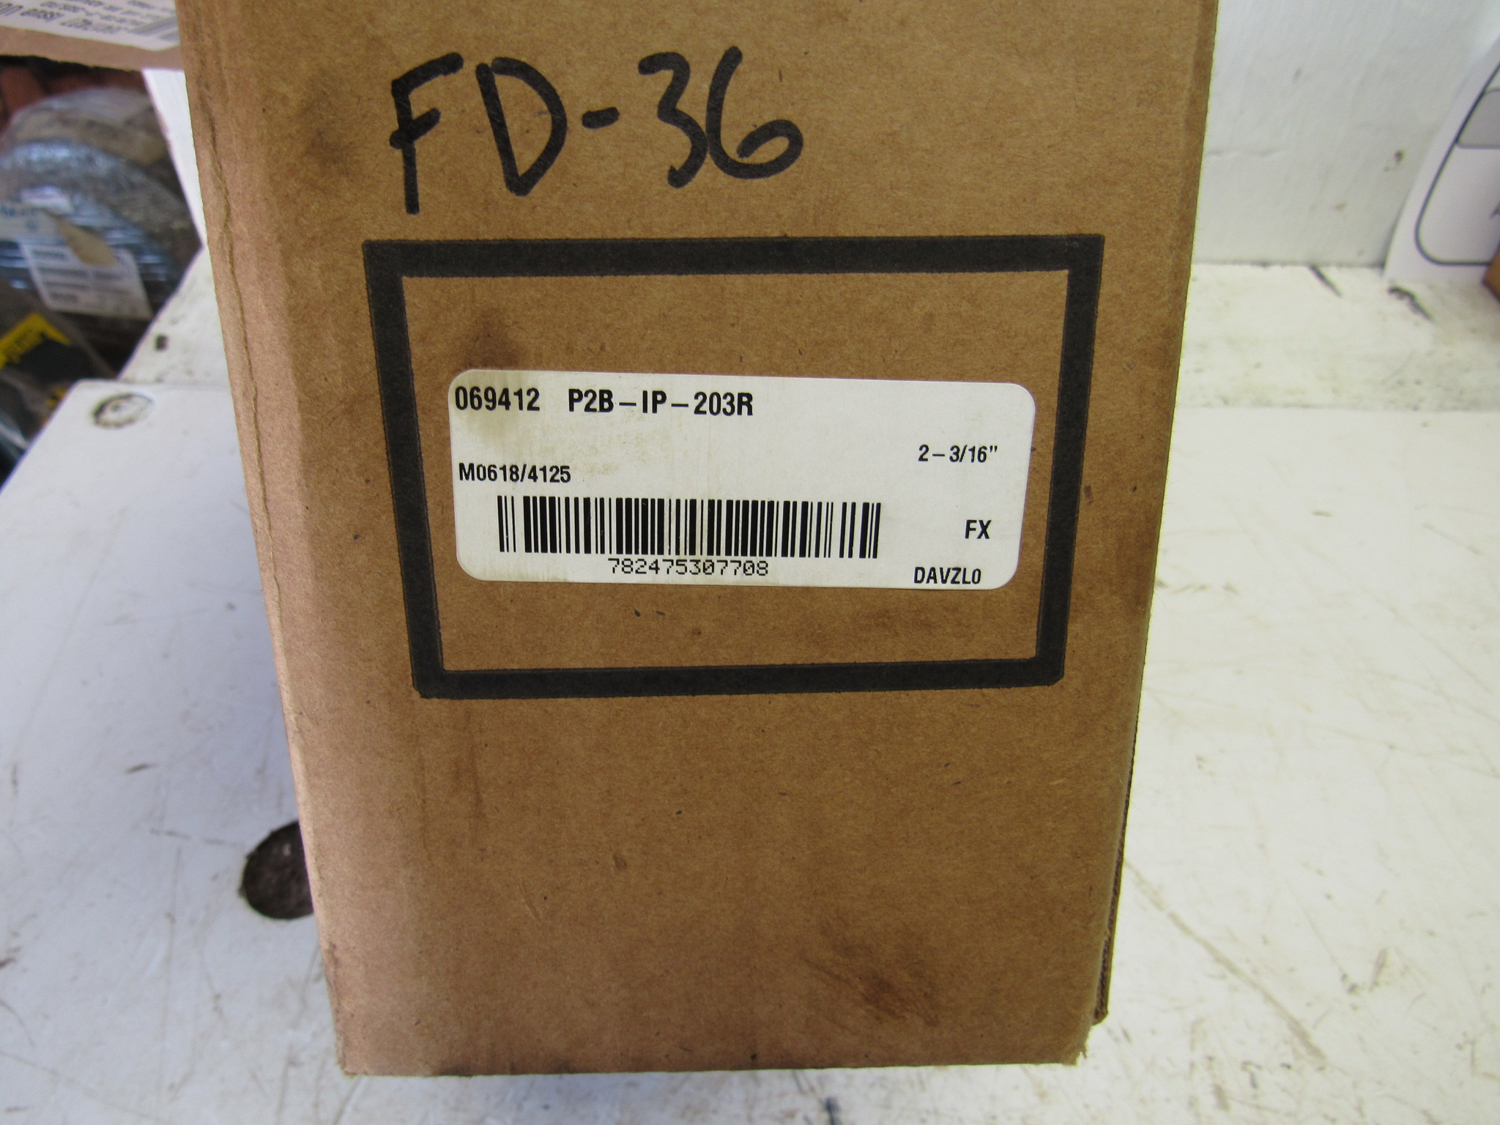 FD-36
069412 P2B-IP-203R
2-3/16"
M0618/4125
FX
782475307708
DAVZL0